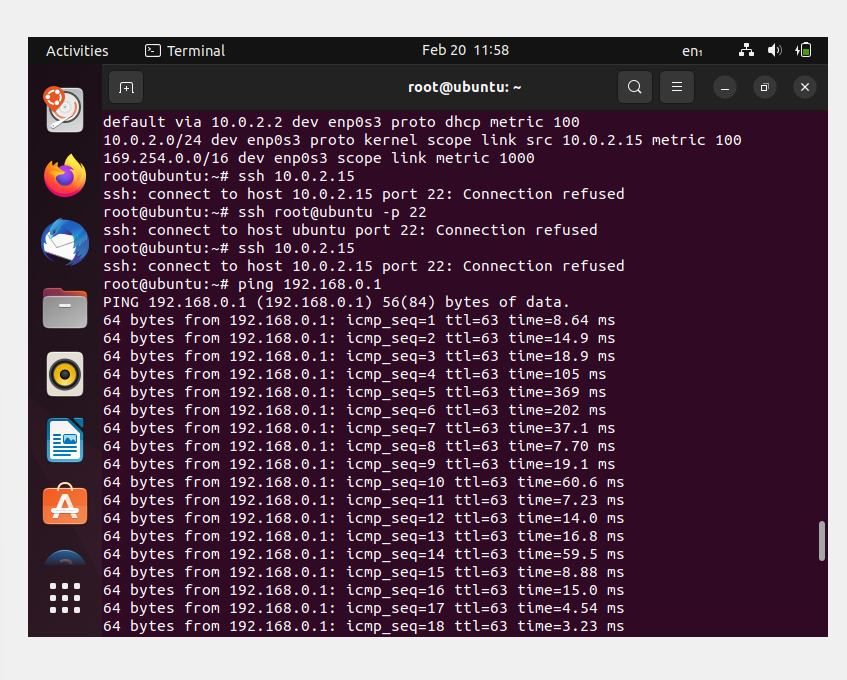 Activities Terminal Feb 20 11:58 en₁
root@ubuntu: ~
default via 10.0.2.2 dev enp0s3 proto dhcp metric 100
10.0.2.0/24 dev enp0s3 proto kernel scope link src 10.0.2.15 metric 100
169.254.0.0/16 dev enp0s3 scope link metric 1000
root@ubuntu:~# ssh 10.0.2.15
ssh: connect to host 10.0.2.15 port 22: Connection refused
root@ubuntu:~# ssh root@ubuntu -p 22
ssh: connect to host ubuntu port 22: Connection refused
root@ubuntu:~# ssh 10.0.2.15
ssh: connect to host 10.0.2.15 port 22: Connection refused
root@ubuntu:~# ping 192.168.0.1
PING 192.168.0.1 (192.168.0.1) 56(84) bytes of data.
64 bytes from 192.168.0.1: icmp_seq=1 ttl=63 time=8.64 ms
64 bytes from 192.168.0.1: icmp_seq=2 ttl=63 time=14.9 ms
64 bytes from 192.168.0.1: icmp_seq=3 ttl=63 time=18.9 ms
64 bytes from 192.168.0.1: icmp_seq=4 ttl=63 time=105 ms
64 bytes from 192.168.0.1: icmp_seq=5 ttl=63 time=369 ms
64 bytes from 192.168.0.1: icmp_seq=6 ttl=63 time=202 ms
64 bytes from 192.168.0.1: icmp_seq=7 ttl=63 time=37.1 ms
64 bytes from 192.168.0.1: icmp_seq=8 ttl=63 time=7.70 ms
64 bytes from 192.168.0.1: icmp_seq=9 ttl=63 time=19.1 ms
64 bytes from 192.168.0.1: icmp_seq=10 ttl=63 time=60.6 ms
64 bytes from 192.168.0.1: icmp_seq=11 ttl=63 time=7.23 ms
64 bytes from 192.168.0.1: icmp_seq=12 ttl=63 time=14.0 ms
64 bytes from 192.168.0.1: icmp_seq=13 ttl=63 time=16.8 ms
64 bytes from 192.168.0.1: icmp_seq=14 ttl=63 time=59.5 ms
64 bytes from 192.168.0.1: icmp_seq=15 ttl=63 time=8.88 ms
64 bytes from 192.168.0.1: icmp_seq=16 ttl=63 time=15.0 ms
64 bytes from 192.168.0.1: icmp_seq=17 ttl=63 time=4.54 ms
64 bytes from 192.168.0.1: icmp_seq=18 ttl=63 time=3.23 ms